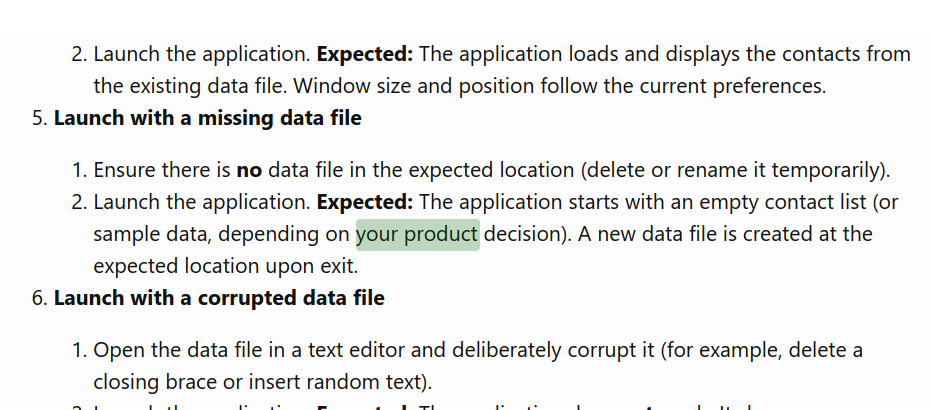 2. Launch the application. Expected: The application loads and displays the contacts from
the existing data file. Window size and position follow the current preferences.
5. Launch with a missing data file
1. Ensure there is no data file in the expected location (delete or rename it temporarily).
2. Launch the application. Expected: The application starts with an empty contact list (or
sample data, depending on your product decision). A new data file is created at the
expected location upon exit.
6. Launch with a corrupted data file
1. Open the data file in a text editor and deliberately corrupt it (for example, delete a
closing brace or insert random text).